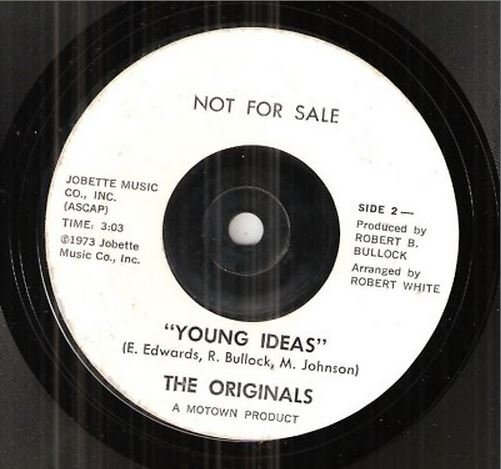 NOT FOR SALE
JOBETTE MUSIC
CO., INC.
(ASCAP)
TIME: 3:03
©1973 Jobette
Music Co., Inc.
SIDE 2—
Produced by
ROBERT B.
BULLOCK
Arranged by
ROBERT WHITE
"YOUNG IDEAS"
(E. Edwards, R. Bullock, M. Johnson)
THE ORIGINALS
A MOTOWN PRODUCT